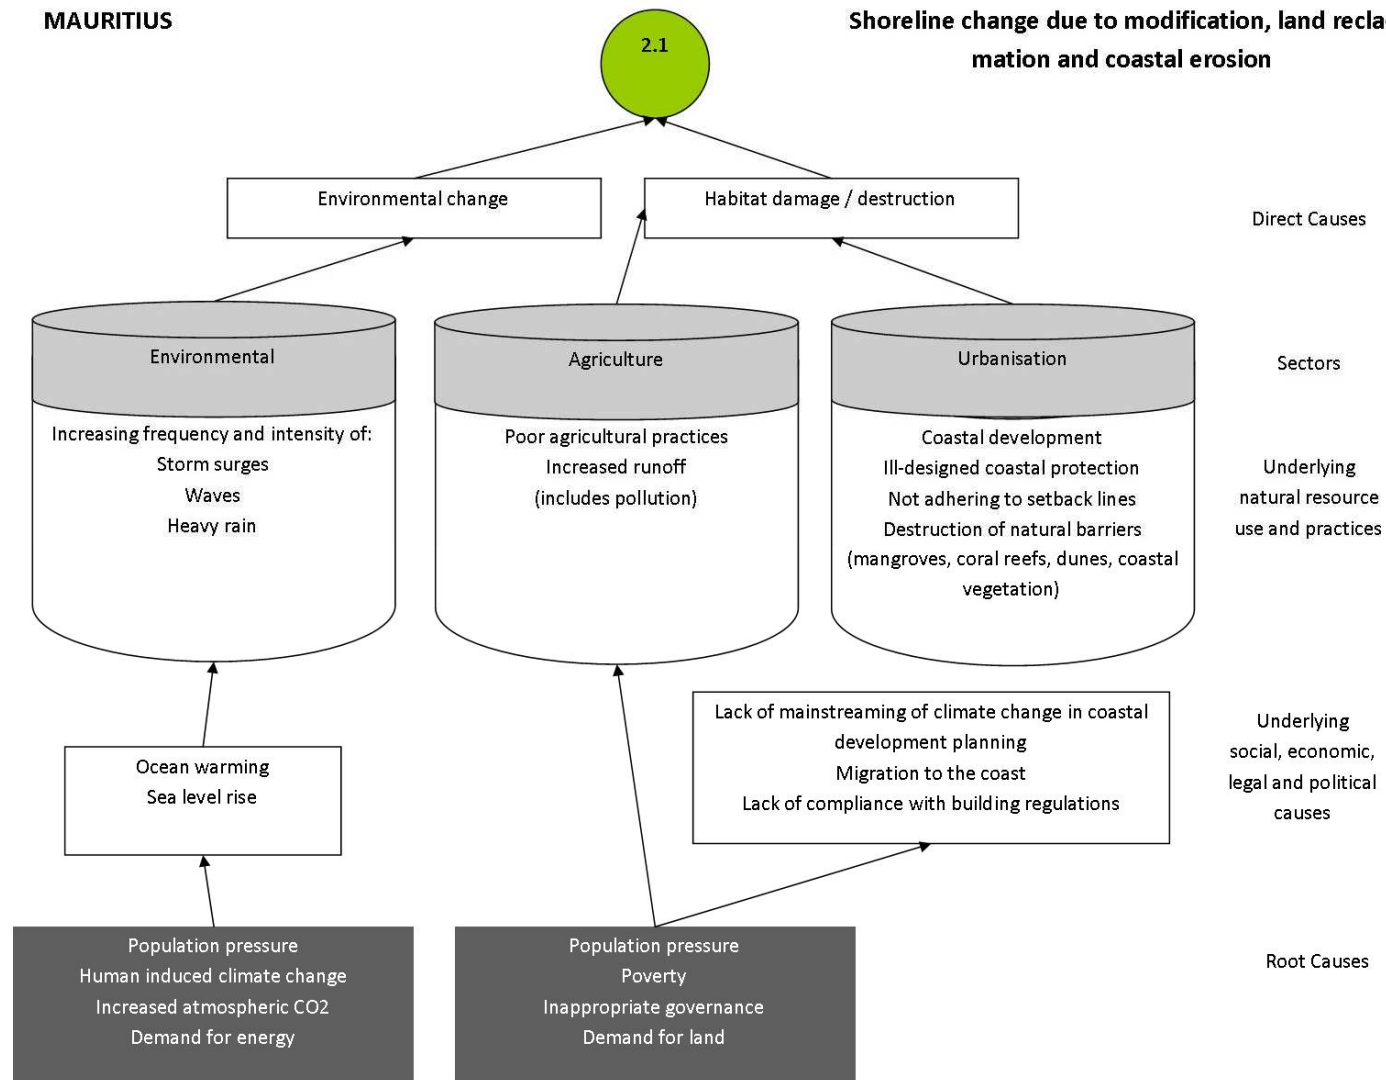 MAURITIUS
2.1
Shoreline change due to modification, land recla
mation and coastal erosion
Environmental change
Habitat damage / destruction
Direct Causes
Environmental
Agriculture
Urbanisation
Sectors
Increasing frequency and intensity of:
Storm surges
Waves
Heavy rain
Poor agricultural practices
Increased runoff
(includes pollution)
Coastal development
Ill-designed coastal protection
Not adhering to setback lines
Destruction of natural barriers
(mangroves, coral reefs, dunes, coastal
vegetation)
Underlying
natural resource
use and practices
Ocean warming
Sea level rise
Lack of mainstreaming of climate change in coastal
development planning
Migration to the coast
Lack of compliance with building regulations
Underlying
social, economic,
legal and political
causes
Population pressure
Human induced climate change
Increased atmospheric CO2
Demand for energy
Population pressure
Poverty
Inappropriate governance
Demand for land
Root Causes